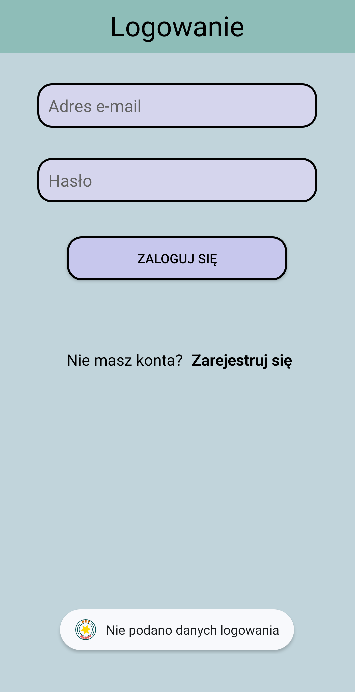 Logowanie
Adres e-mail
Hasło
ZALOGUJ SIĘ
Nie masz konta? Zarejestruj się
Nie podano danych logowania